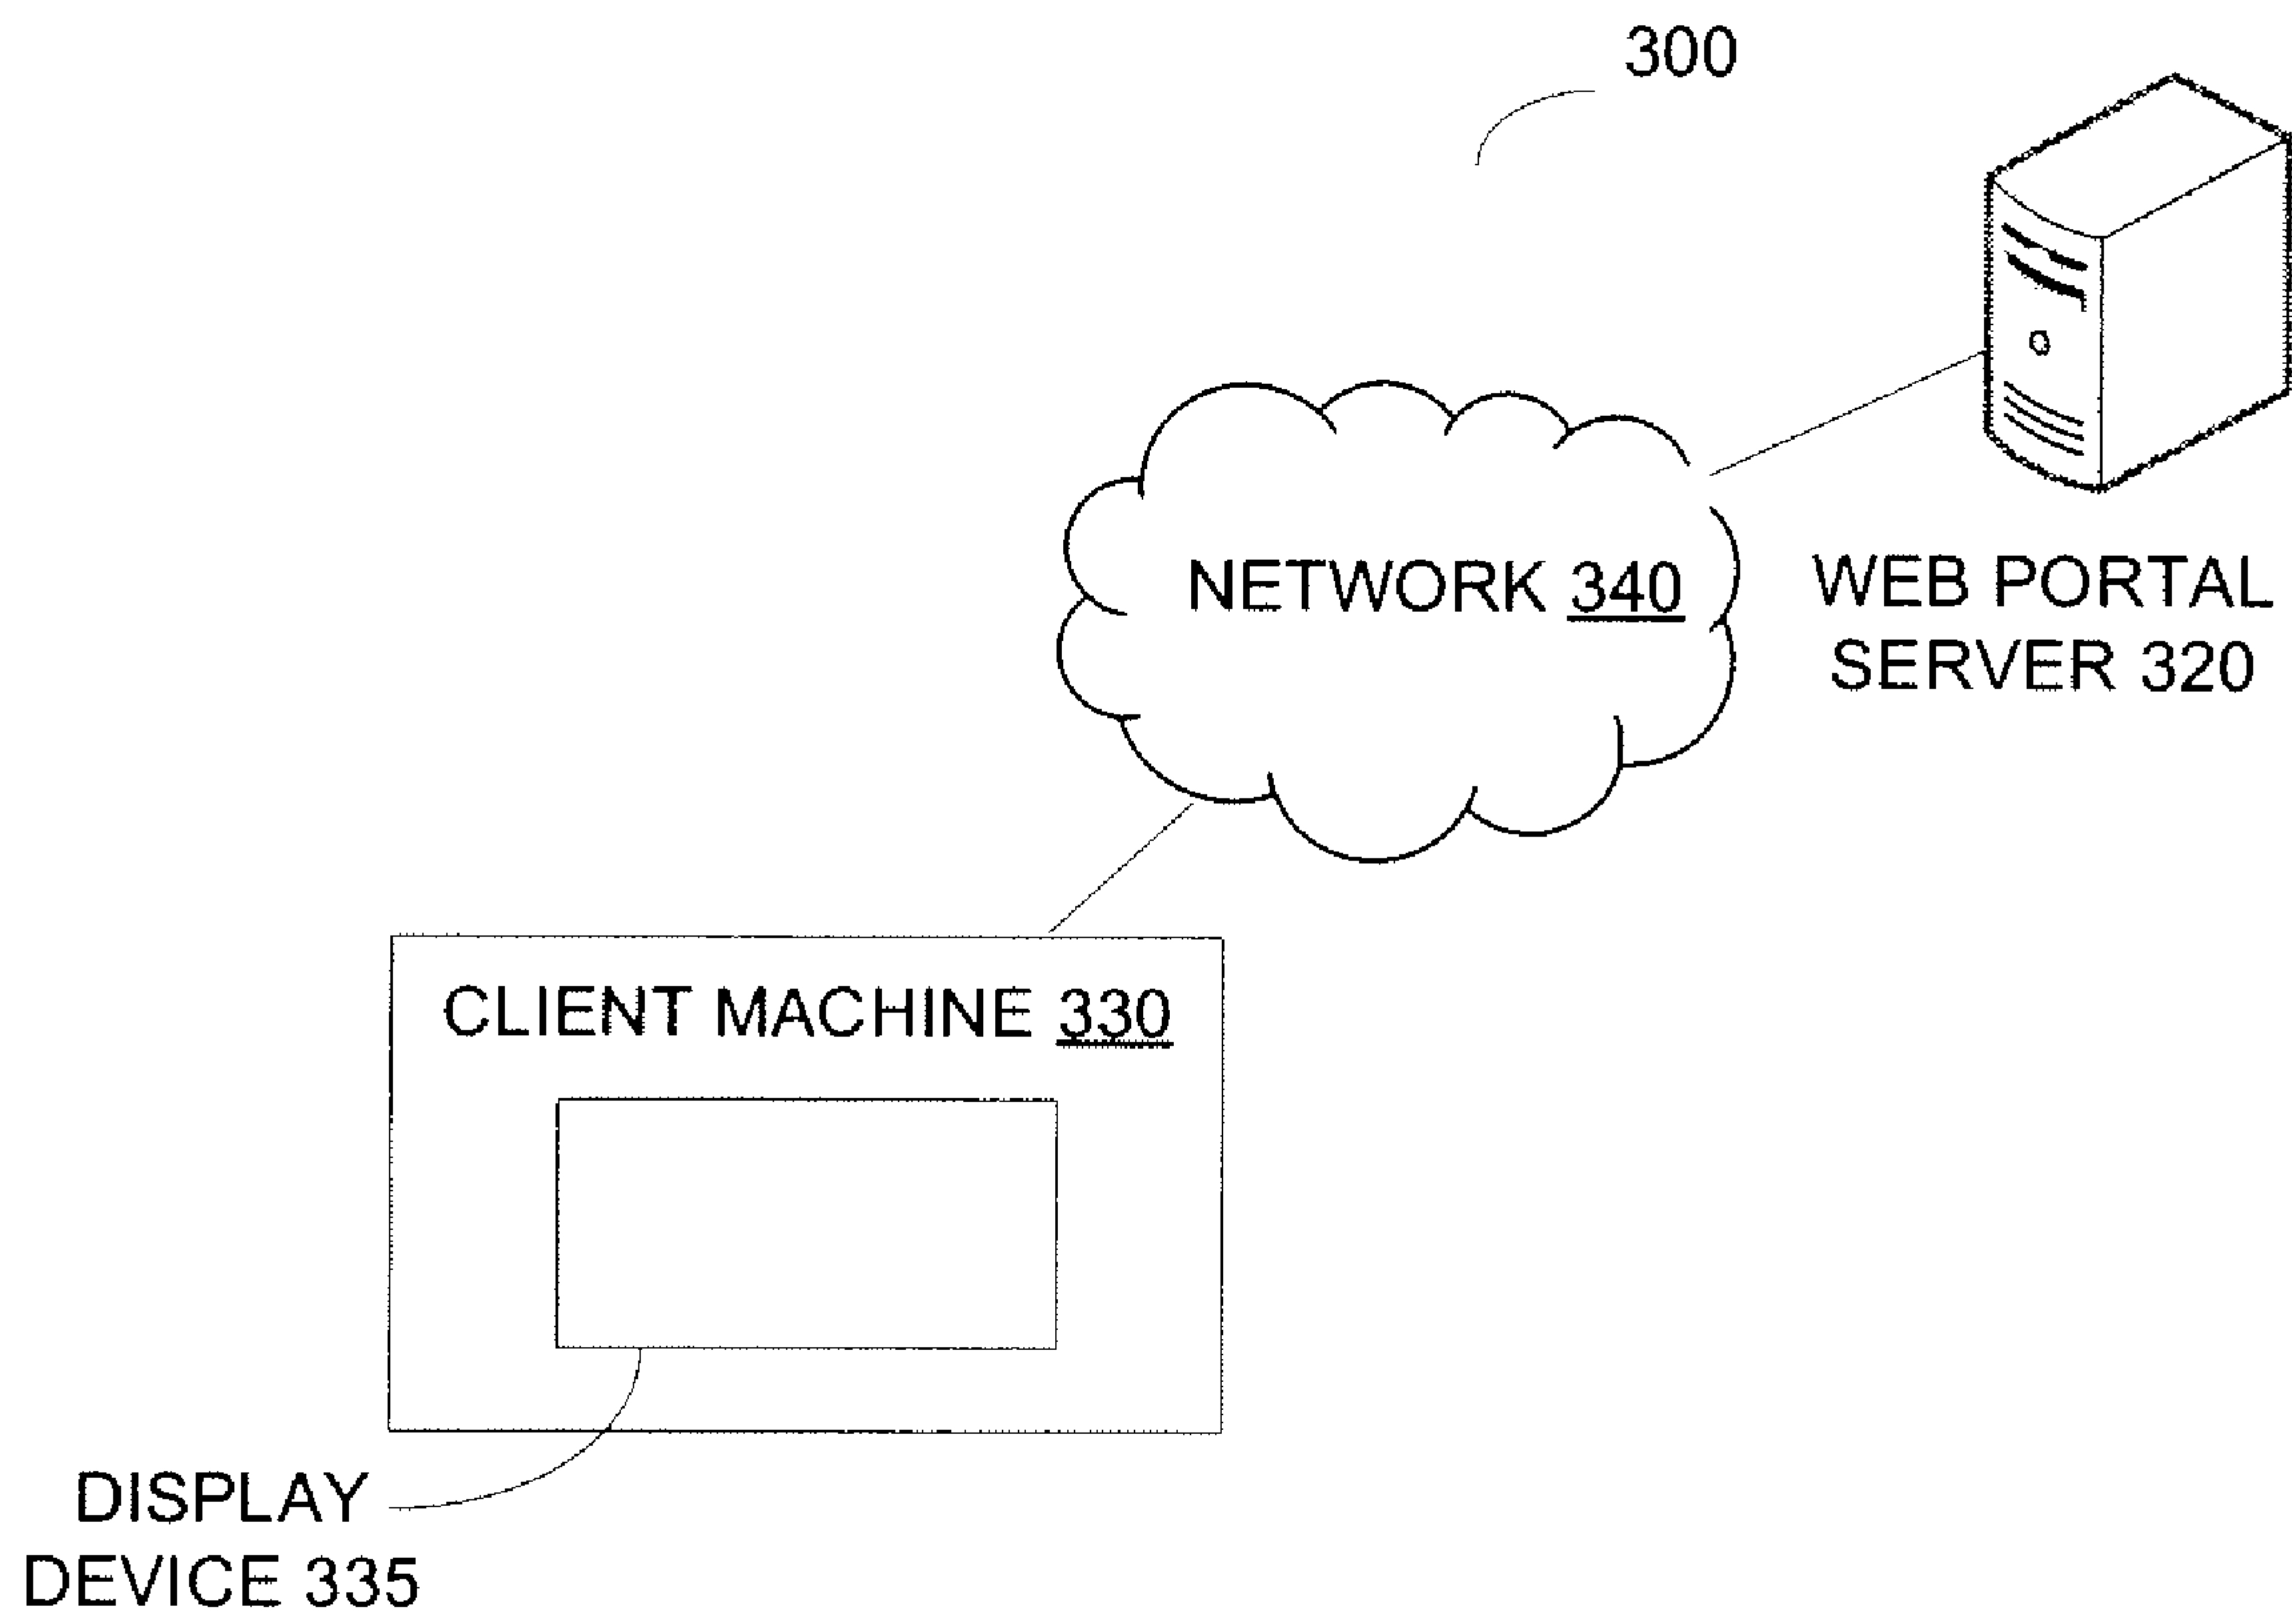 300
NETWORK 340
WEB PORTAL
SERVER 320
CLIENT MACHINE 330
DISPLAY
DEVICE 335